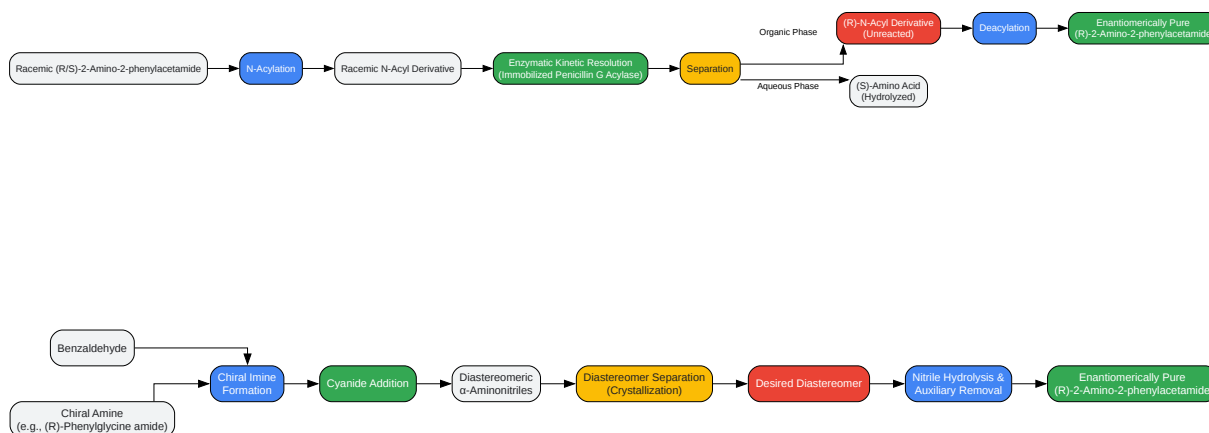 Racemic (R/S)-2-Amino-2-phenylacetamide
N-Acylation
Racemic N-Acyl Derivative
Enzymatic Kinetic Resolution
(Immobilized Penicillin G Acylase)
Separation
Organic Phase
Aqueous Phase
(R)-N-Acyl Derivative
(Unreacted)
Deacylation
Enantiomerically Pure
(R)-2-Amino-2-phenylacetamide
(S)-Amino Acid
(Hydrolyzed)
Benzaldehyde
Chiral Amine
(e.g., (R)-Phenylglycine amide)
Chiral Imine
Formation
Cyanide Addition
Diastereomeric
α-Aminonitriles
Diastereomer Separation
(Crystallization)
Desired Diastereomer
Nitrile Hydrolysis &
Auxiliary Removal
Enantiomerically Pure
(R)-2-Amino-2-phenylacetamide